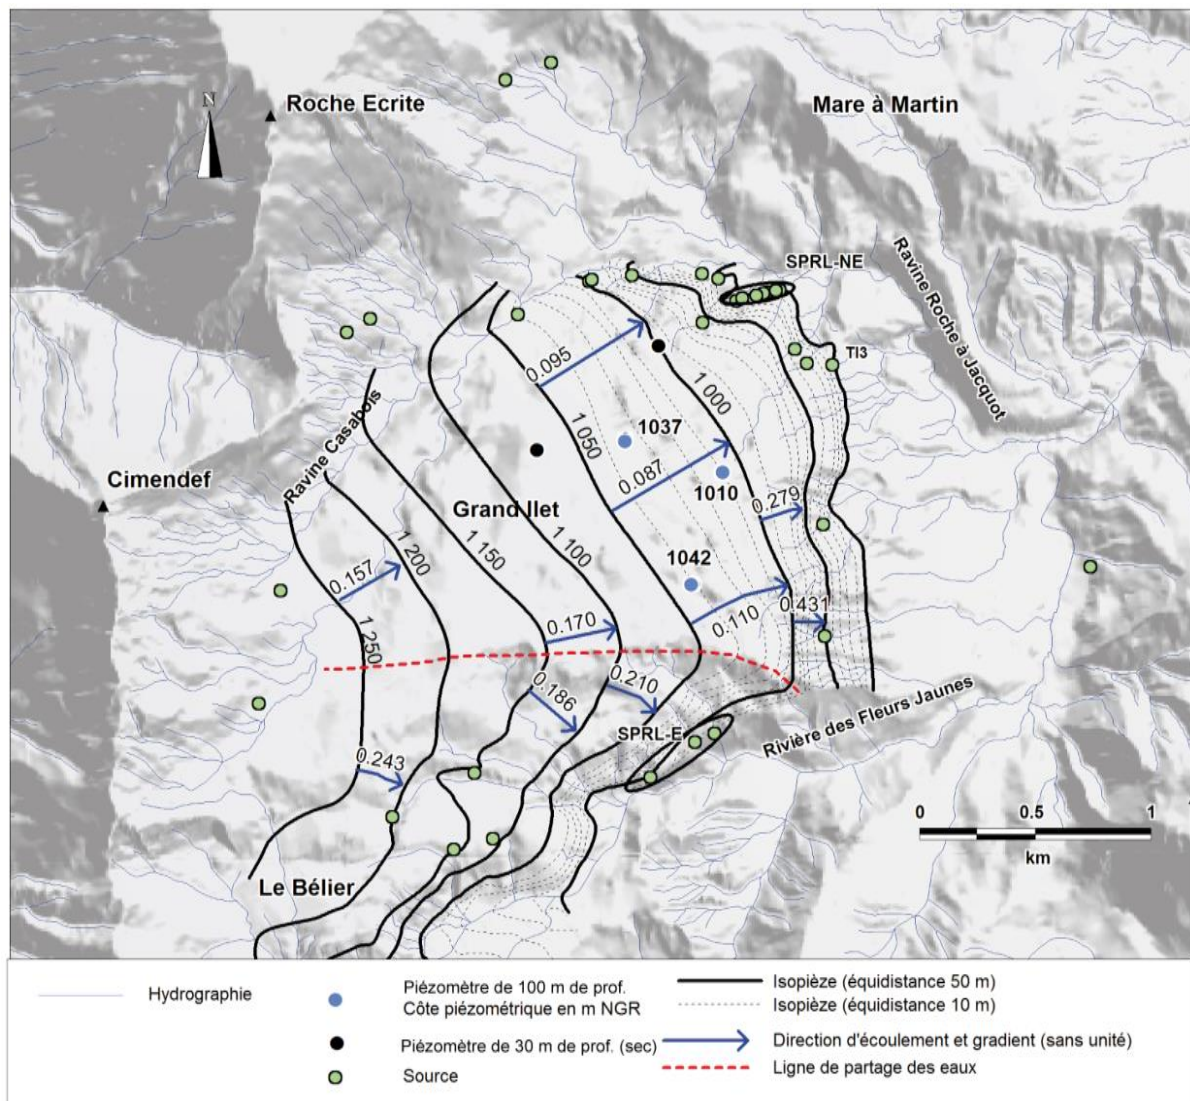 Roche Ecrite
Mare à Martin
N
SPRL-NE
Ravine Roche à Jacquot
TI3
0.095
1 000
1037
1 050
0.087
1010
Ravine Casabois
Cimendef
Grand Ilet
0.279
1 200
1 150
1 100
1042
0.157
0.431
0.110
0.170
1 250
0.210
0.186
SPRL-E
Rivière des Fleurs Jaunes
0.243
0 0.5 1
km
Le Bélier
Hydrographie
Piézomètre de 100 m de prof.
Côte piézométrique en m NGR
Piézomètre de 30 m de prof. (sec)
Source
Isopièze (équidistance 50 m)
Isopièze (équidistance 10 m)
Direction d'écoulement et gradient (sans unité)
Ligne de partage des eaux